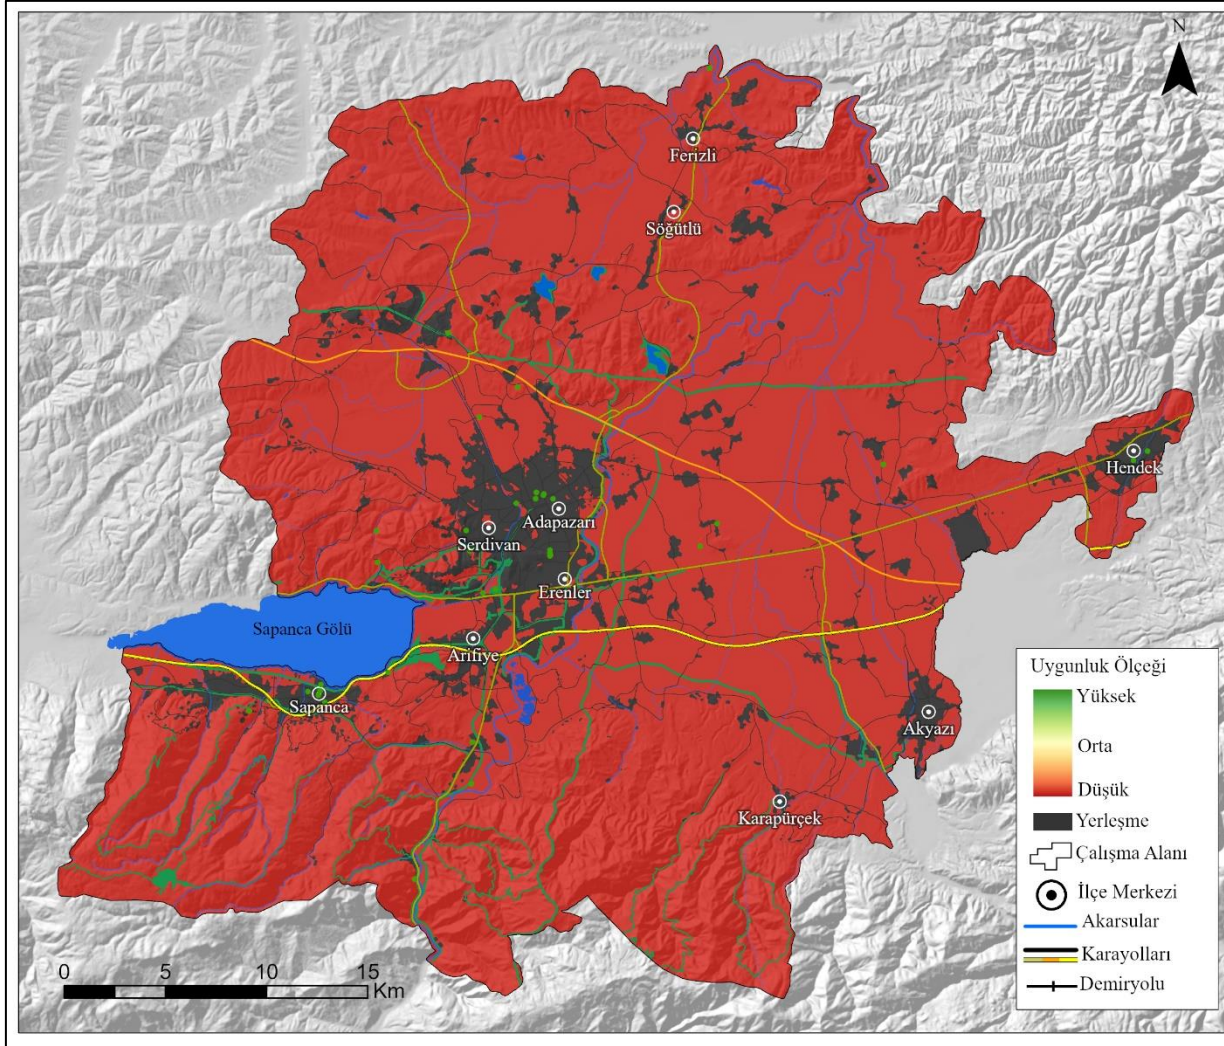 N
Ferizli
Söğütlü
Hendek
Adapazarı
Serdivan
Erenler
Sapanca Gölü
Arifiye
Sapanca
Akyazı
Karapürçek
Uygunluk Ölçeği
Yüksek
Orta
Düşük
Yerleşme
Çalışma Alanı
İlçe Merkezi
Akarsular
Karayolları
Demiryolu
0 5 10 15
Km